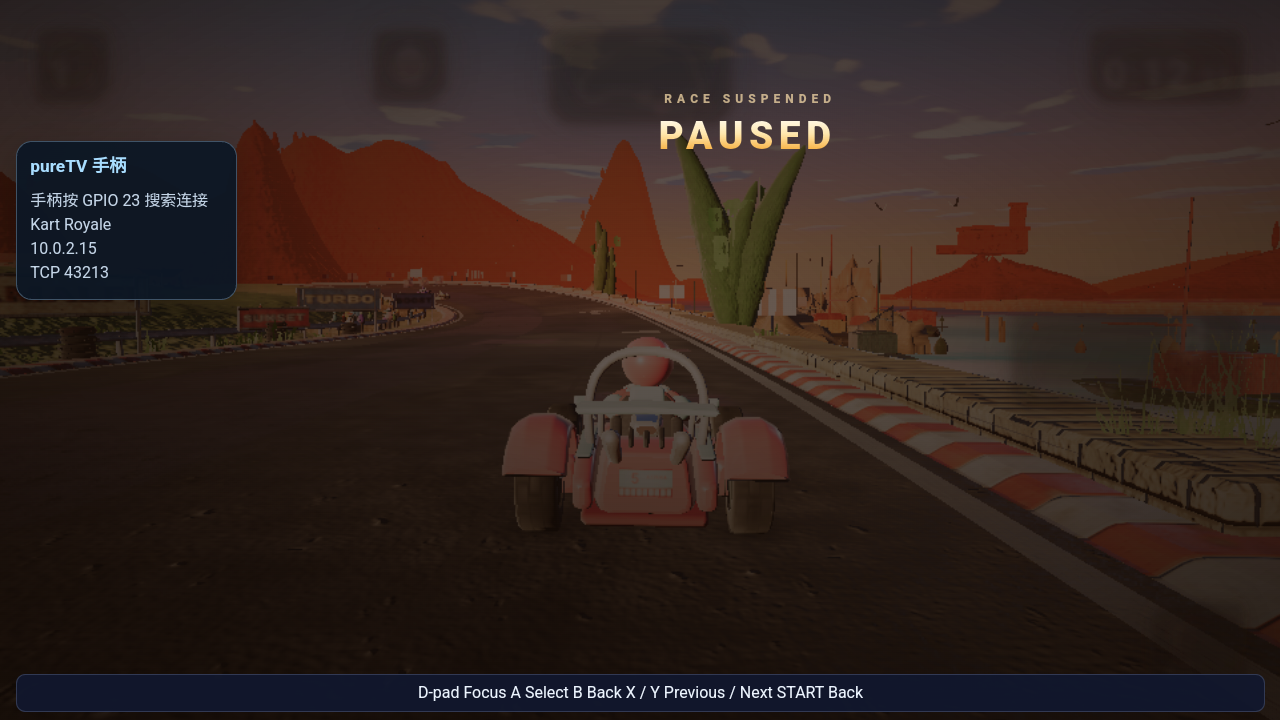 RACE SUSPENDED
PAUSED
pureTV 手柄
手柄按 GPIO 23 搜索连接
Kart Royale
10.0.2.15
TCP 43213
TURBO
SUNSET
D-pad Focus A Select B Back X / Y Previous / Next START Back